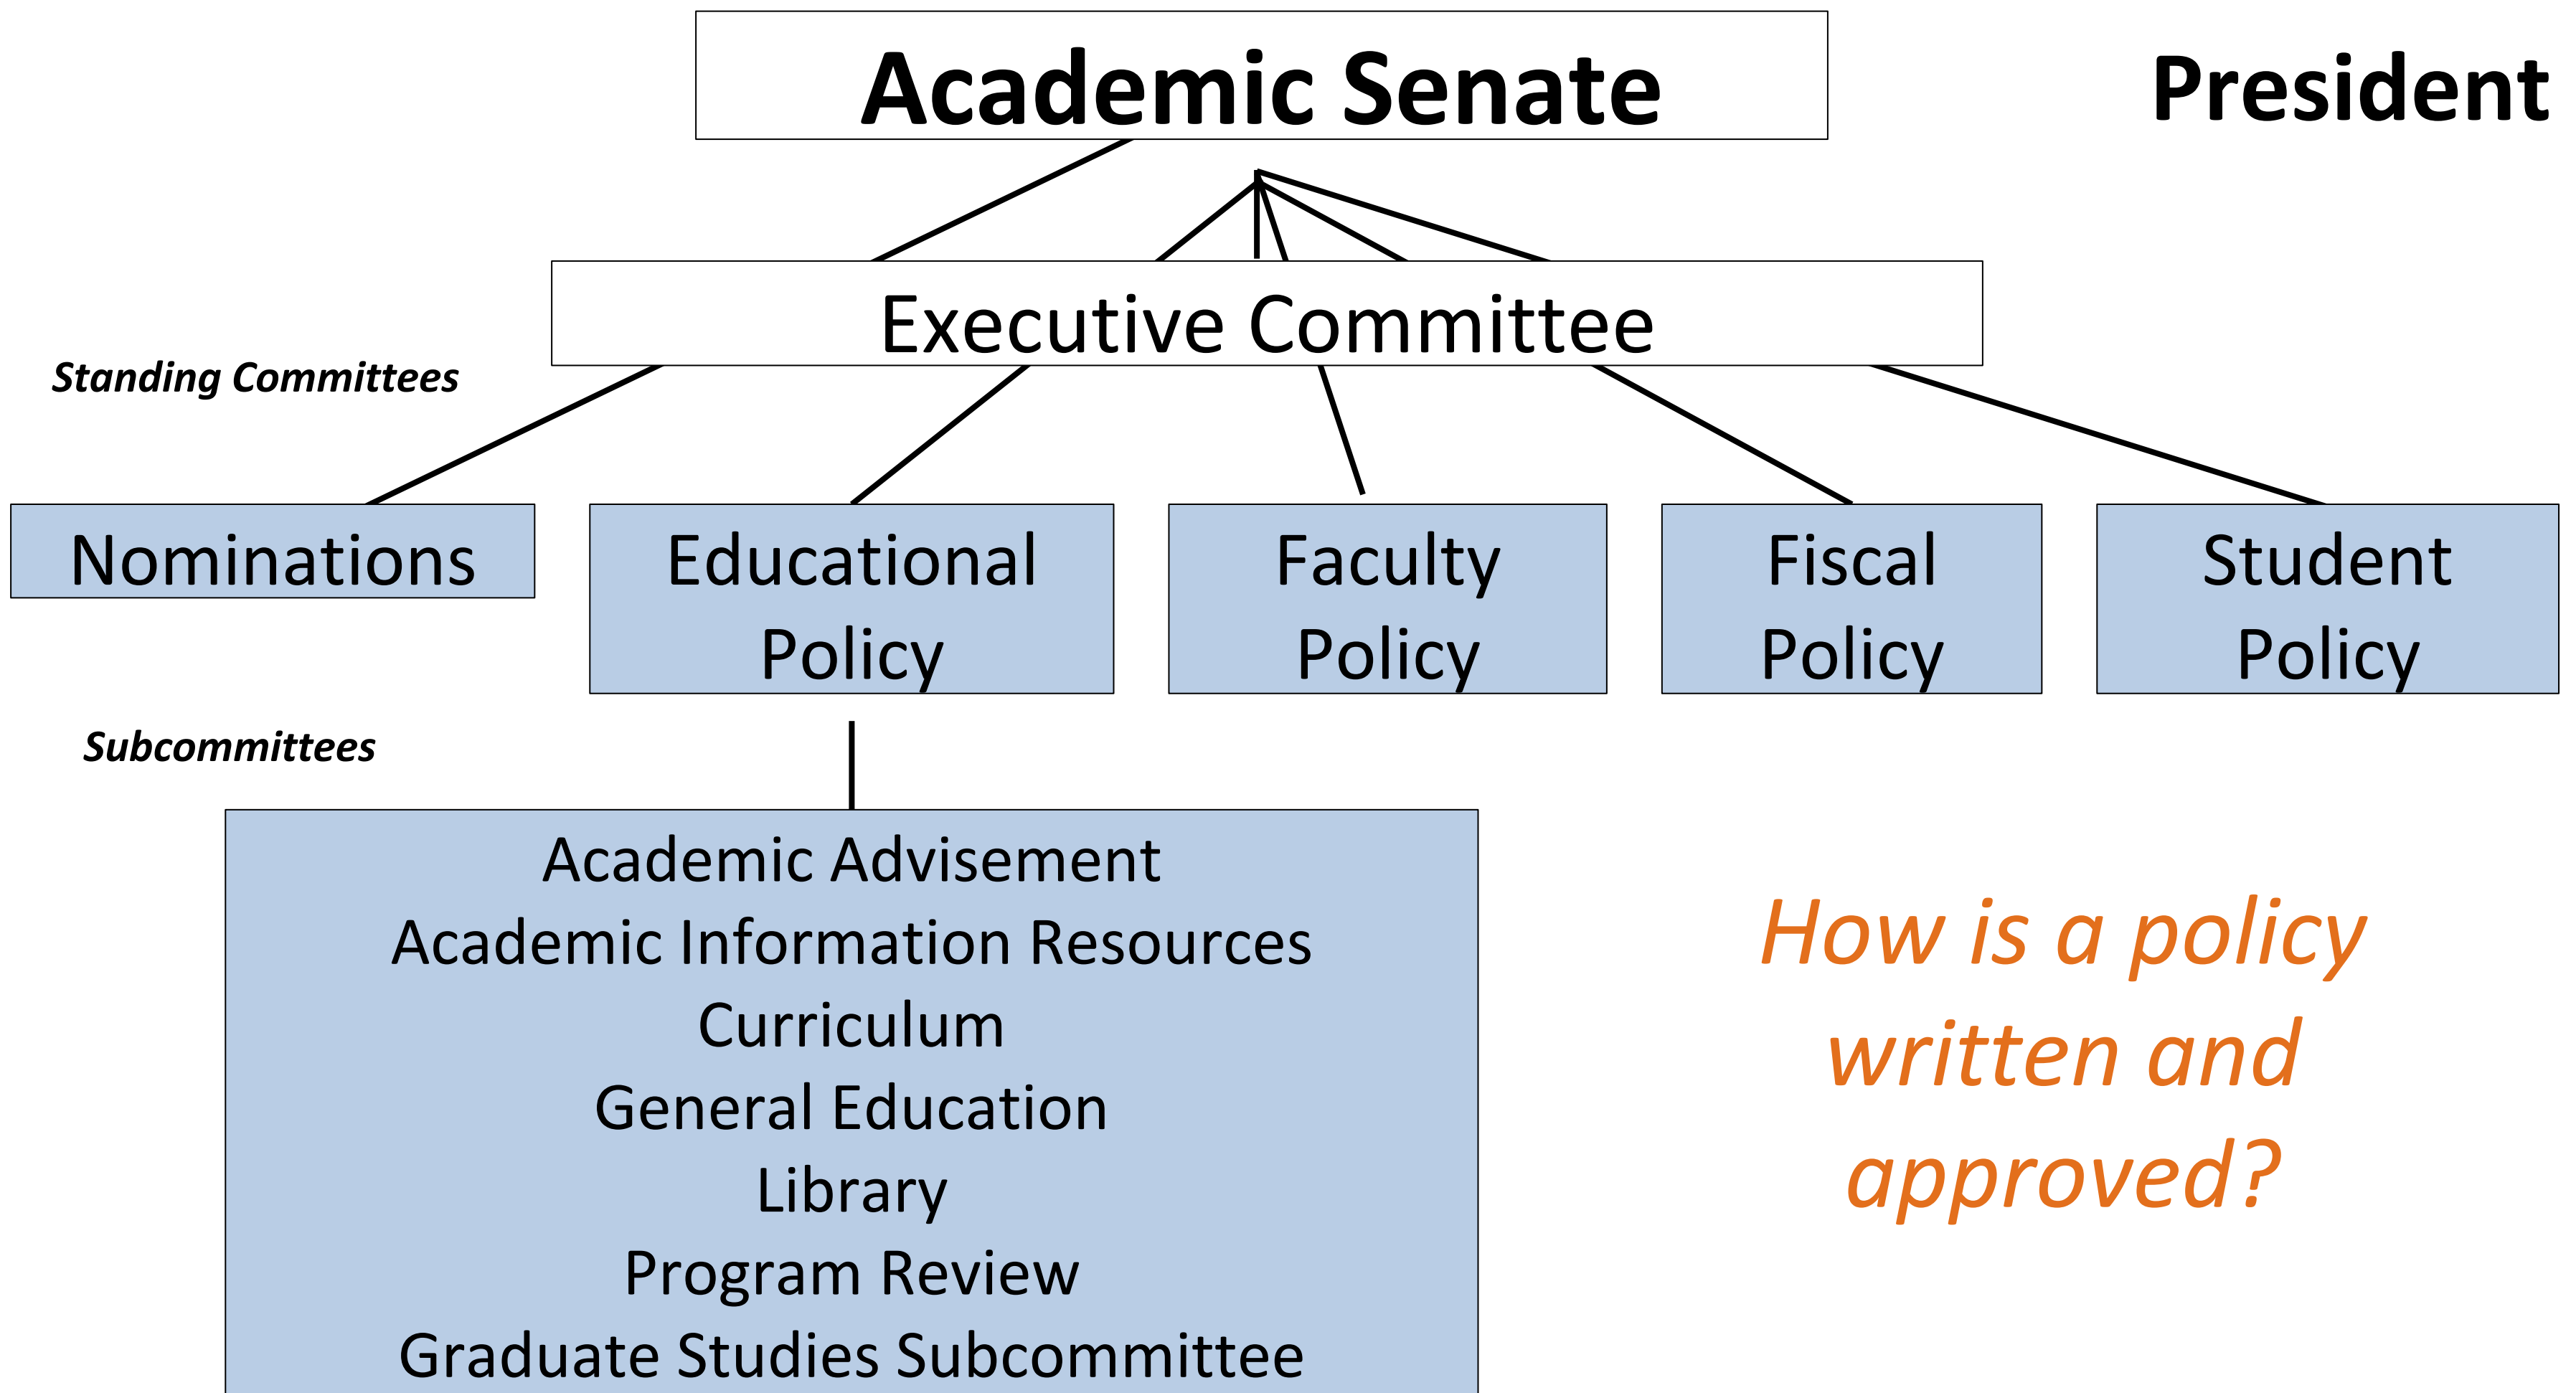 Academic Senate
President
Executive Committee
Standing Committees
Nominations
Educational
Policy
Faculty
Policy
Fiscal
Policy
Student
Policy
Subcommittees
Academic Advisement
Academic Information Resources
Curriculum
General Education
Library
Program Review
Graduate Studies Subcommittee
How is a policy
written and
approved?